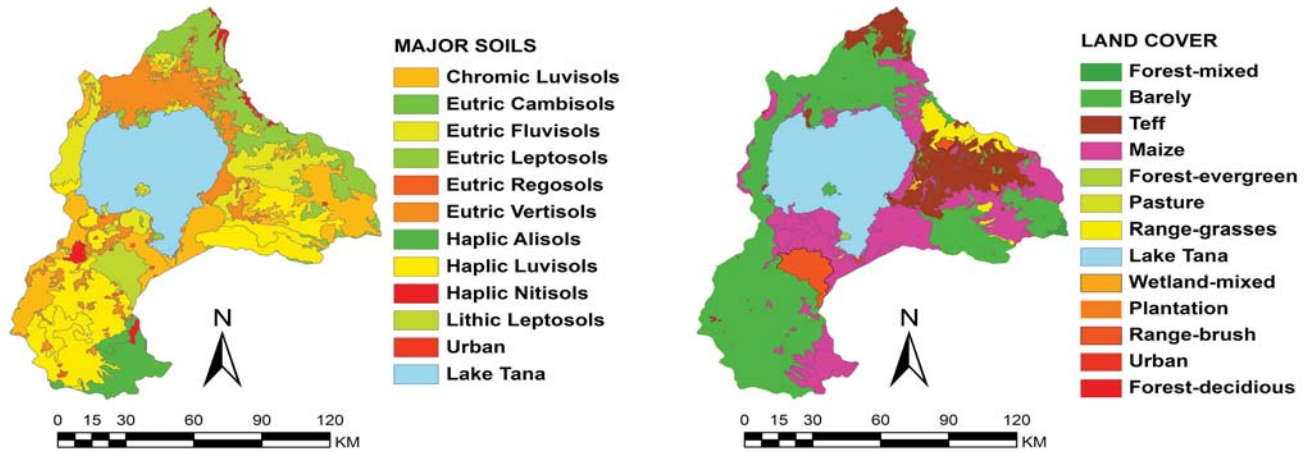 MAJOR SOILS
Chromic Luvisols
Eutric Cambisols
Eutric Fluvisols
Eutric Leptosols
Eutric Regosols
Eutric Vertisols
Haplic Alisols
Haplic Luvisols
Haplic Nitisols
Lithic Leptosols
Urban
Lake Tana
N
0 15 30 60 90 120
KM
LAND COVER
Forest-mixed
Barely
Teff
Maize
Forest-evergreen
Pasture
Range-grasses
Lake Tana
Wetland-mixed
Plantation
Range-brush
Urban
Forest-decidious
N
0 15 30 60 90 120
KM